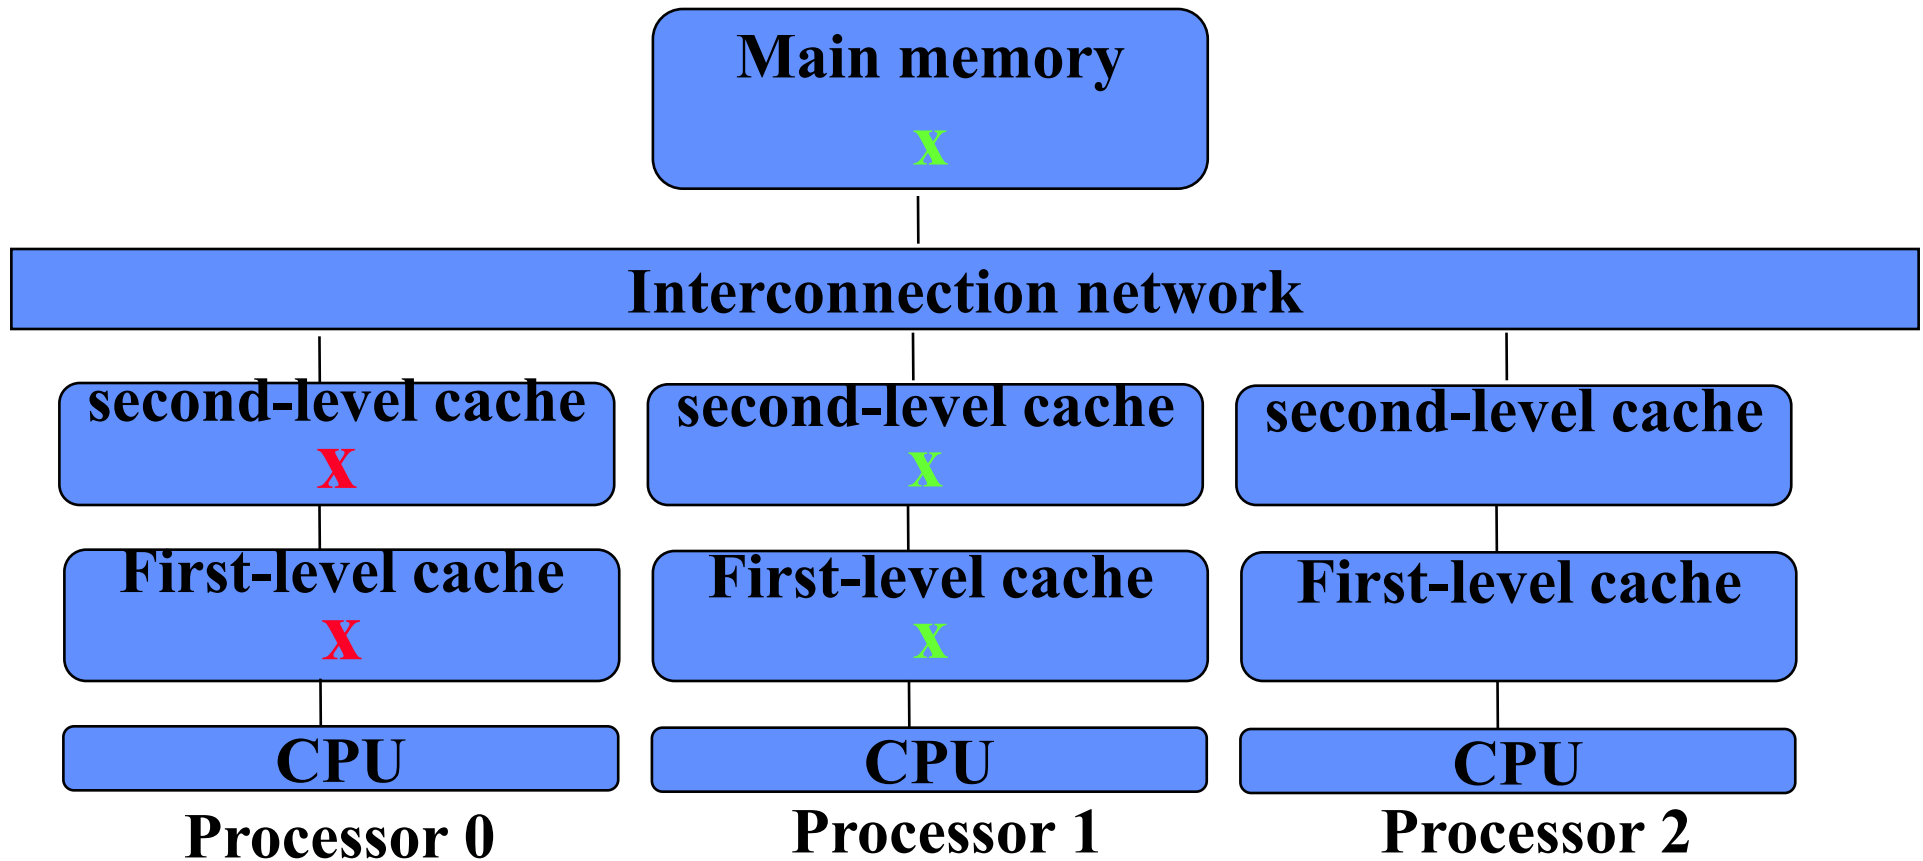 Main memory
x
Interconnection network
second-level cache
x
second-level cache
x
second-level cache
First-level cache
x
First-level cache
x
First-level cache
CPU
CPU
CPU
Processor 0
Processor 1
Processor 2